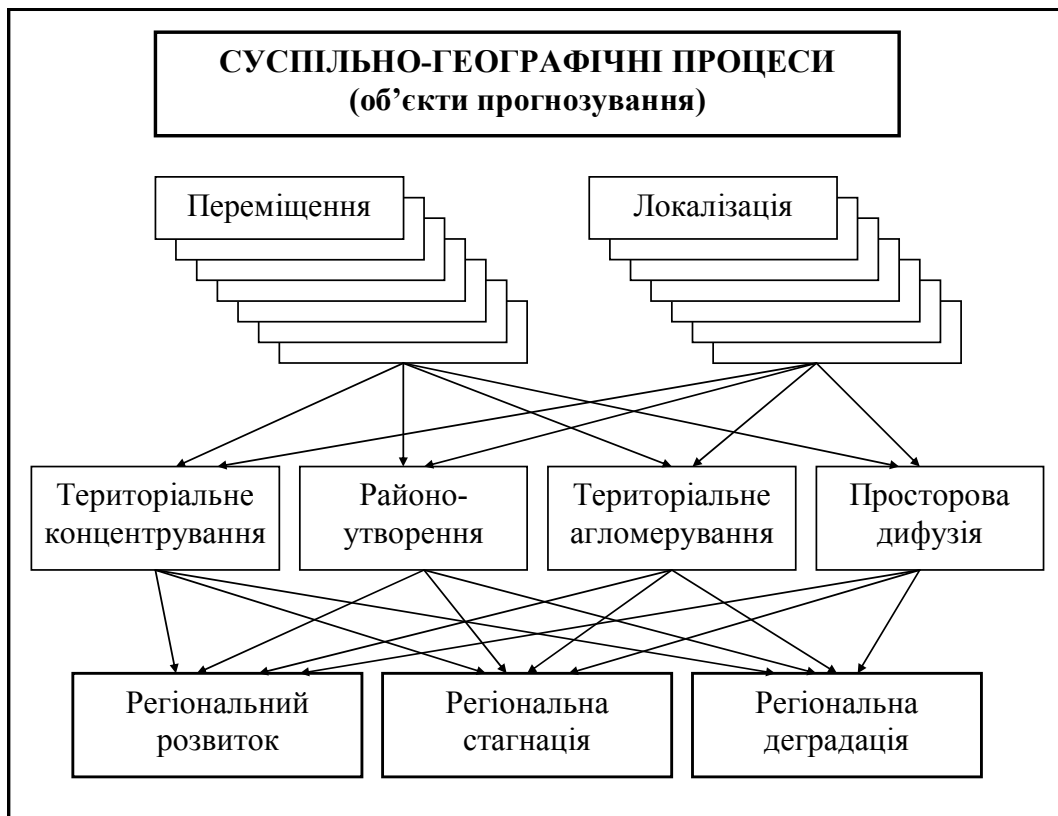 СУСПІЛЬНО-ГЕОГРАФІЧНІ ПРОЦЕСИ
(об’єкти прогнозування)
Переміщення
Локалізація
Територіальне
концентрування
Районо-
утворення
Територіальне
агломерування
Просторова
дифузія
Регіональний
розвиток
Регіональна
стагнація
Регіональна
деградація